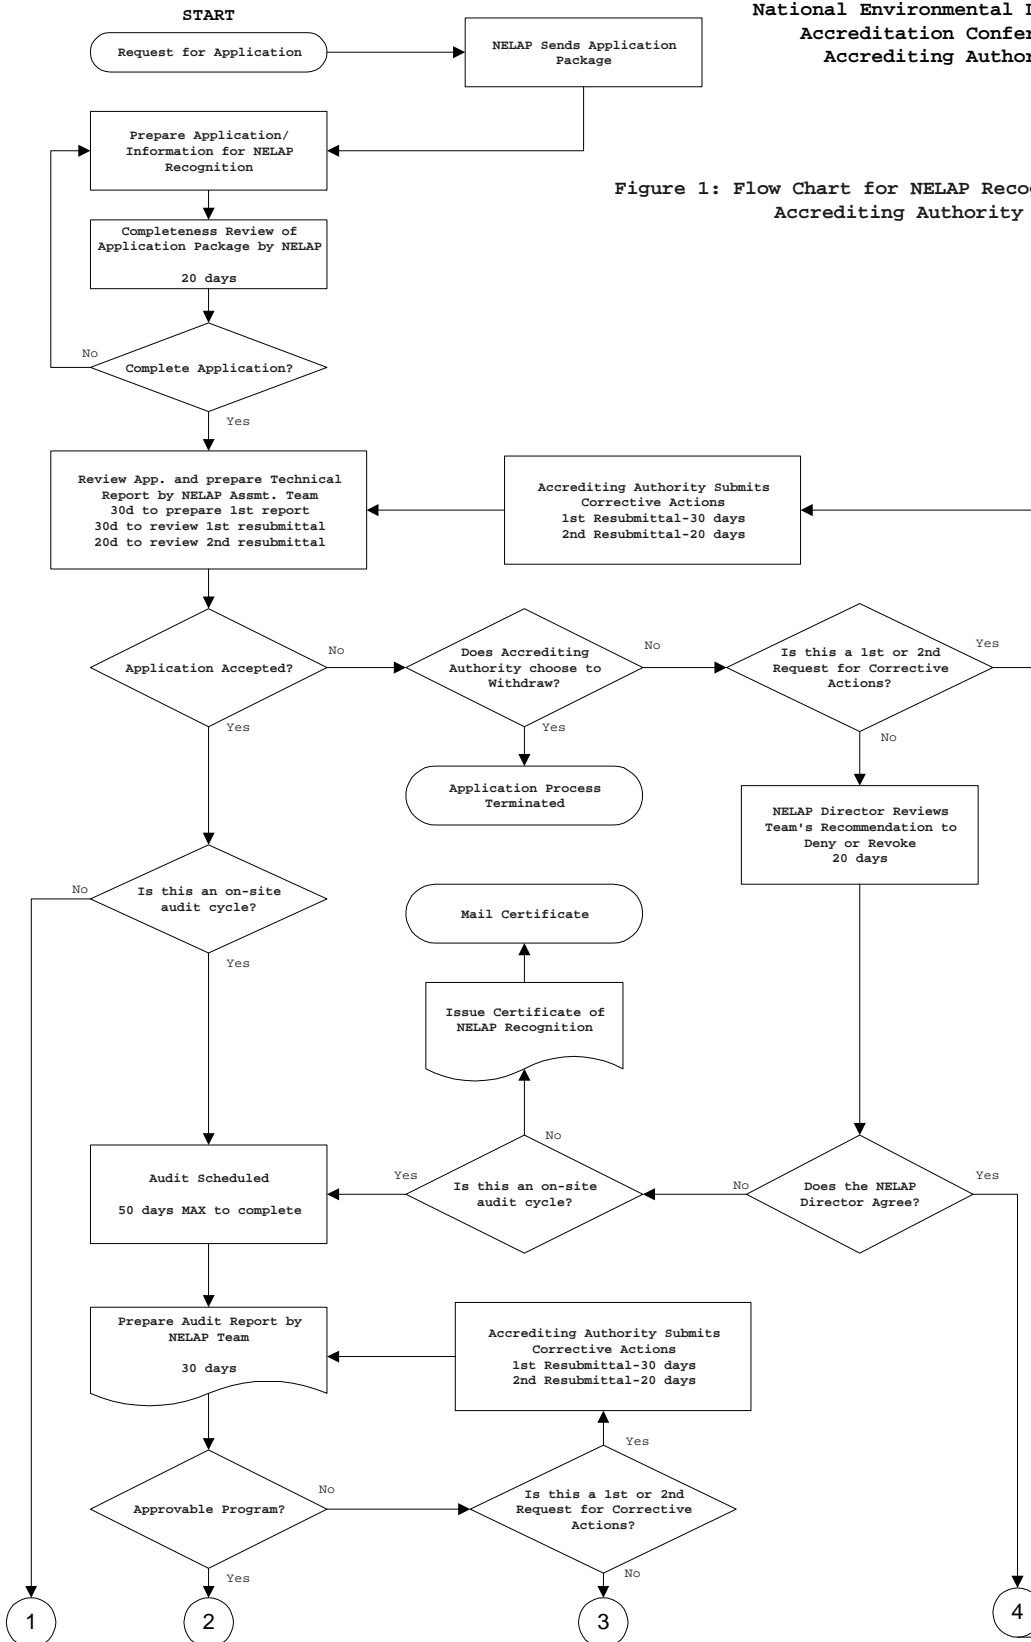 START
National Environmental
Accreditation
Accrediting
Request for Application
NELAP Sends Application
Package
Prepare Application/
Information for NELAP
Recognition
Figure 1: Flow Chart for NELAP
Accrediting Authority
Completeness Review of
Application Package by NELAP
20 days
No
Complete Application?
Yes
Review App. and prepare Technical
Report by NELAP Assmt. Team
30d to prepare 1st report
30d to review 1st resubmittal
20d to review 2nd resubmittal
Accrediting Authority Submits
Corrective Actions
1st Resubmittal-30 days
2nd Resubmittal-20 days
Application Accepted?
No
Yes
Does Accrediting
Authority choose to
Withdraw?
No
Yes
Is this a 1st or 2nd
Request for Corrective
Actions?
Yes
No
Application Process
Terminated
NELAP Director Reviews
Team's Recommendation to
Deny or Revoke
20 days
No
Is this an on-site
audit cycle?
Yes
Mail Certificate
Issue Certificate of
NELAP Recognition
No
Audit Scheduled
50 days MAX to complete
Yes
Is this an on-site
audit cycle?
No
Does the NELAP
Director Agree?
Yes
Prepare Audit Report by
NELAP Team
30 days
Accrediting Authority Submits
Corrective Actions
1st Resubmittal-30 days
2nd Resubmittal-20 days
Yes
Approvable Program?
No
Yes
Is this a 1st or 2nd
Request for Corrective
Actions?
No
1
2
3
4